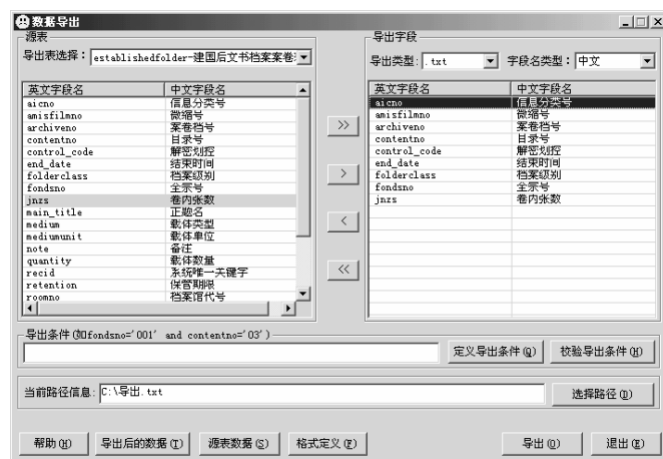 数据导出
源表
导出表选择: establishedfolder-建国后文书档案案卷
英文字段名 中文字段名
aicno 信息分类号
amisfilmno 微缩号
archiveno 案卷档号
contentno 目录号
control_code 解密划控
end_date 结束时间
folderclass 档案级别
fondsno 全宗号
jnzs 卷内张数
main_title 正题名
medium 载体类型
mediumunit 载体单位
note 备注
quantity 载体数量
recid 系统唯一关键字
retention 保管期限
roomno 档案馆代号
>>
>
<
<<
导出字段
导出类型: .txt 字段名类型: 中文
英文字段名 中文字段名
aicno 信息分类号
amisfilmno 微缩号
archiveno 案卷档号
contentno 目录号
control_code 解密划控
end_date 结束时间
folderclass 档案级别
fondsno 全宗号
jnzs 卷内张数
导出条件(如fondsno='001' and contentno='03')
定义导出条件(Q) 校验导出条件(H)
当前路径信息: C:\导出.txt 选择路径(D)
帮助(H) 导出后的数据(T) 源表数据(S) 格式定义(F) 导出(O) 退出(E)